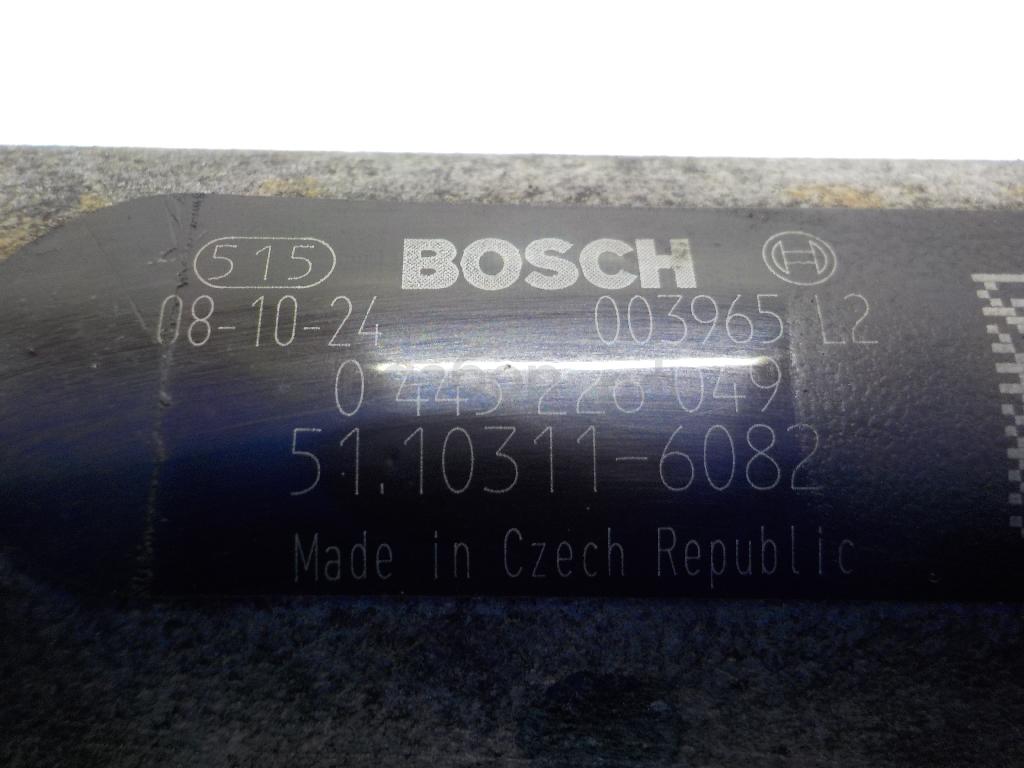 515 BOSCH
08-10-24 003965 L2
0 445 226 049
51.10311-6082
Made in Czech Republic